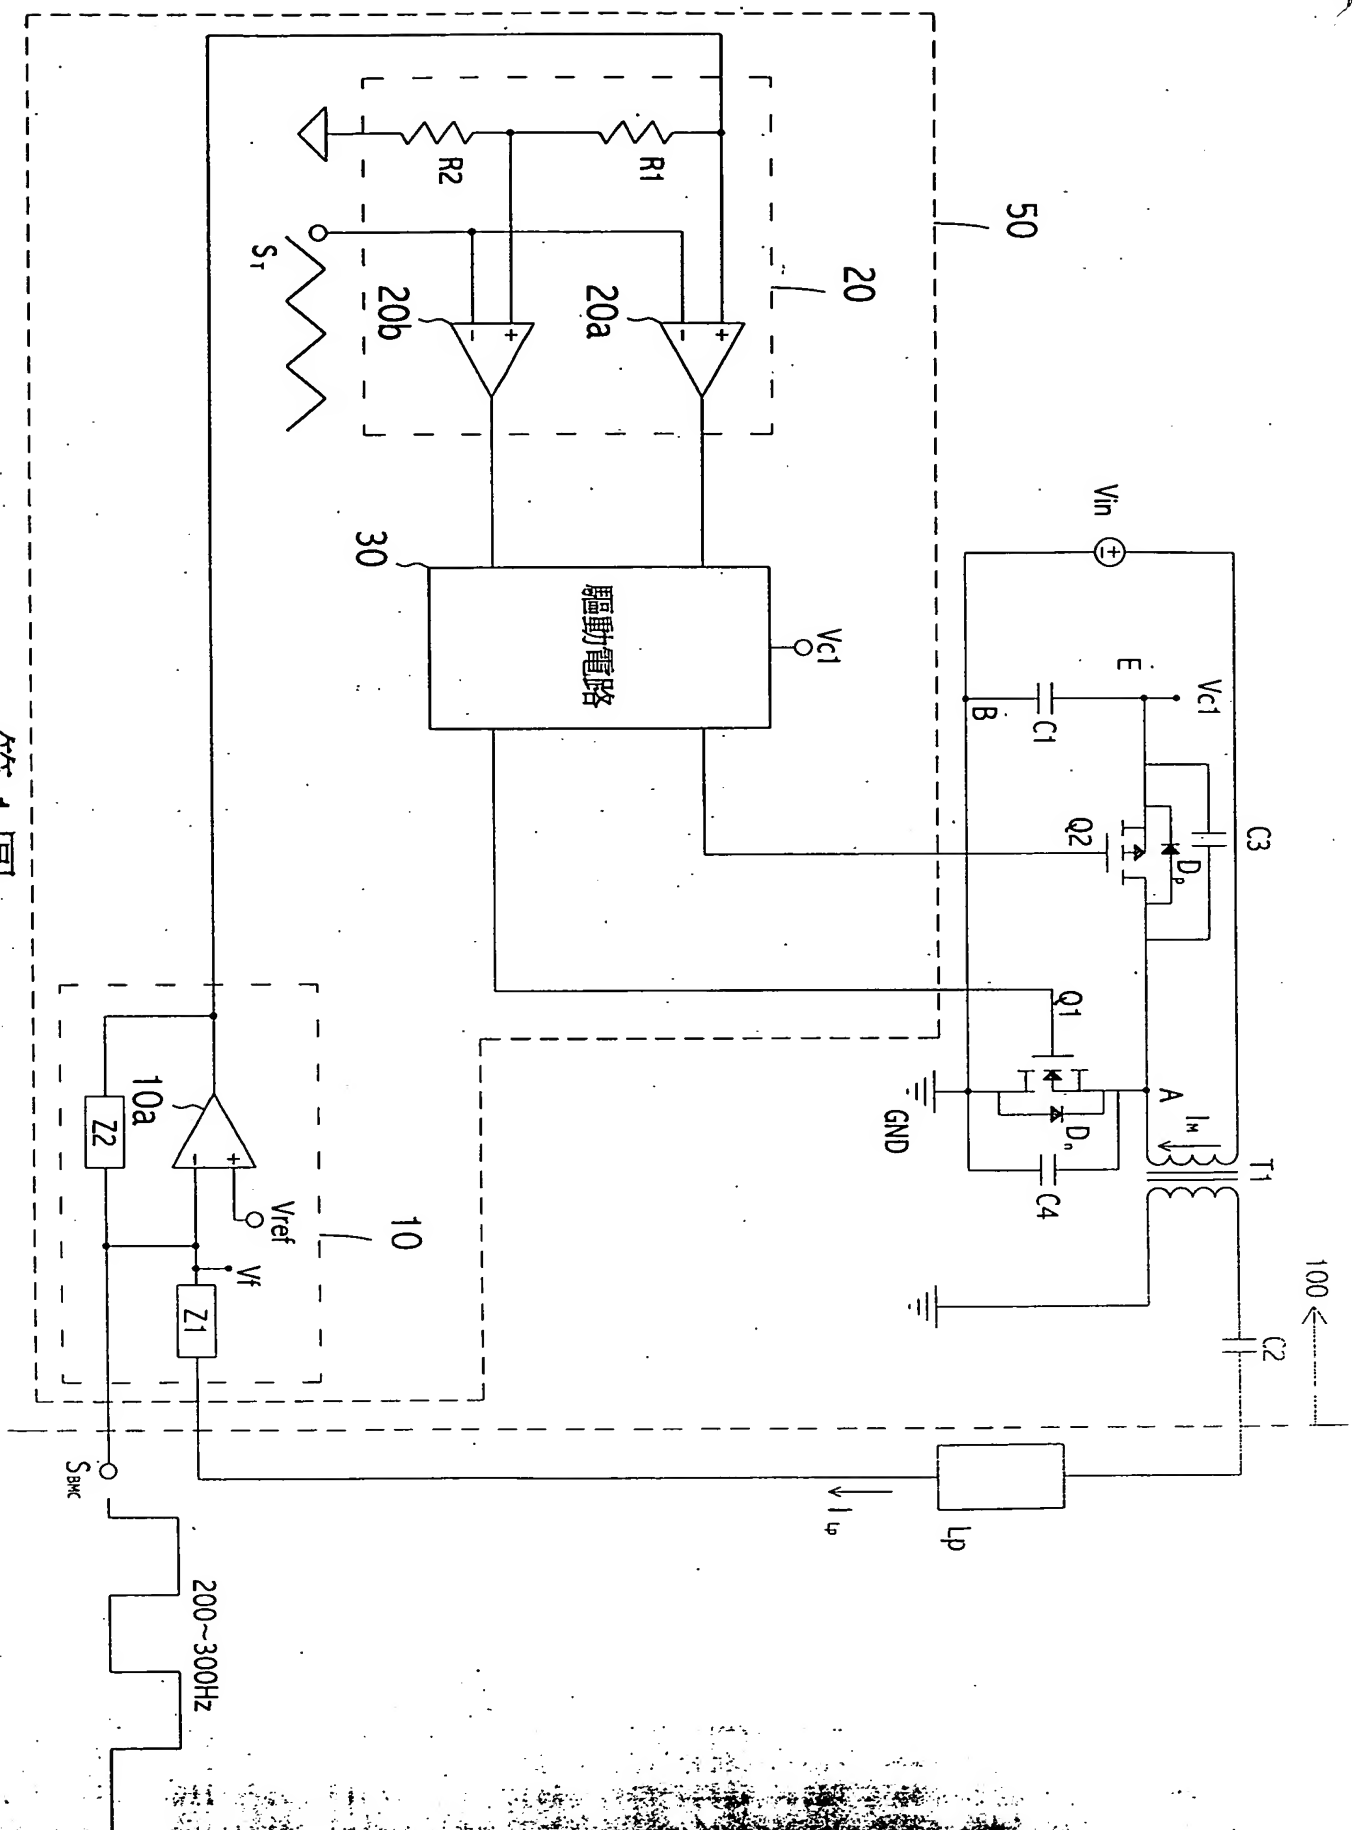 100
T1
C2
C3
Vc1
Vin
Dp
IM
A
E
C1
Q2
B
Q1
Dn
C4
GND
Lp
ILp
50
20
Vc1
R1
20a
+
-
R2
20b
+
-
ST
驅動電路
30
10
Vref
Vf
+
-
10a
Z1
Z2
SBMC
200~300Hz